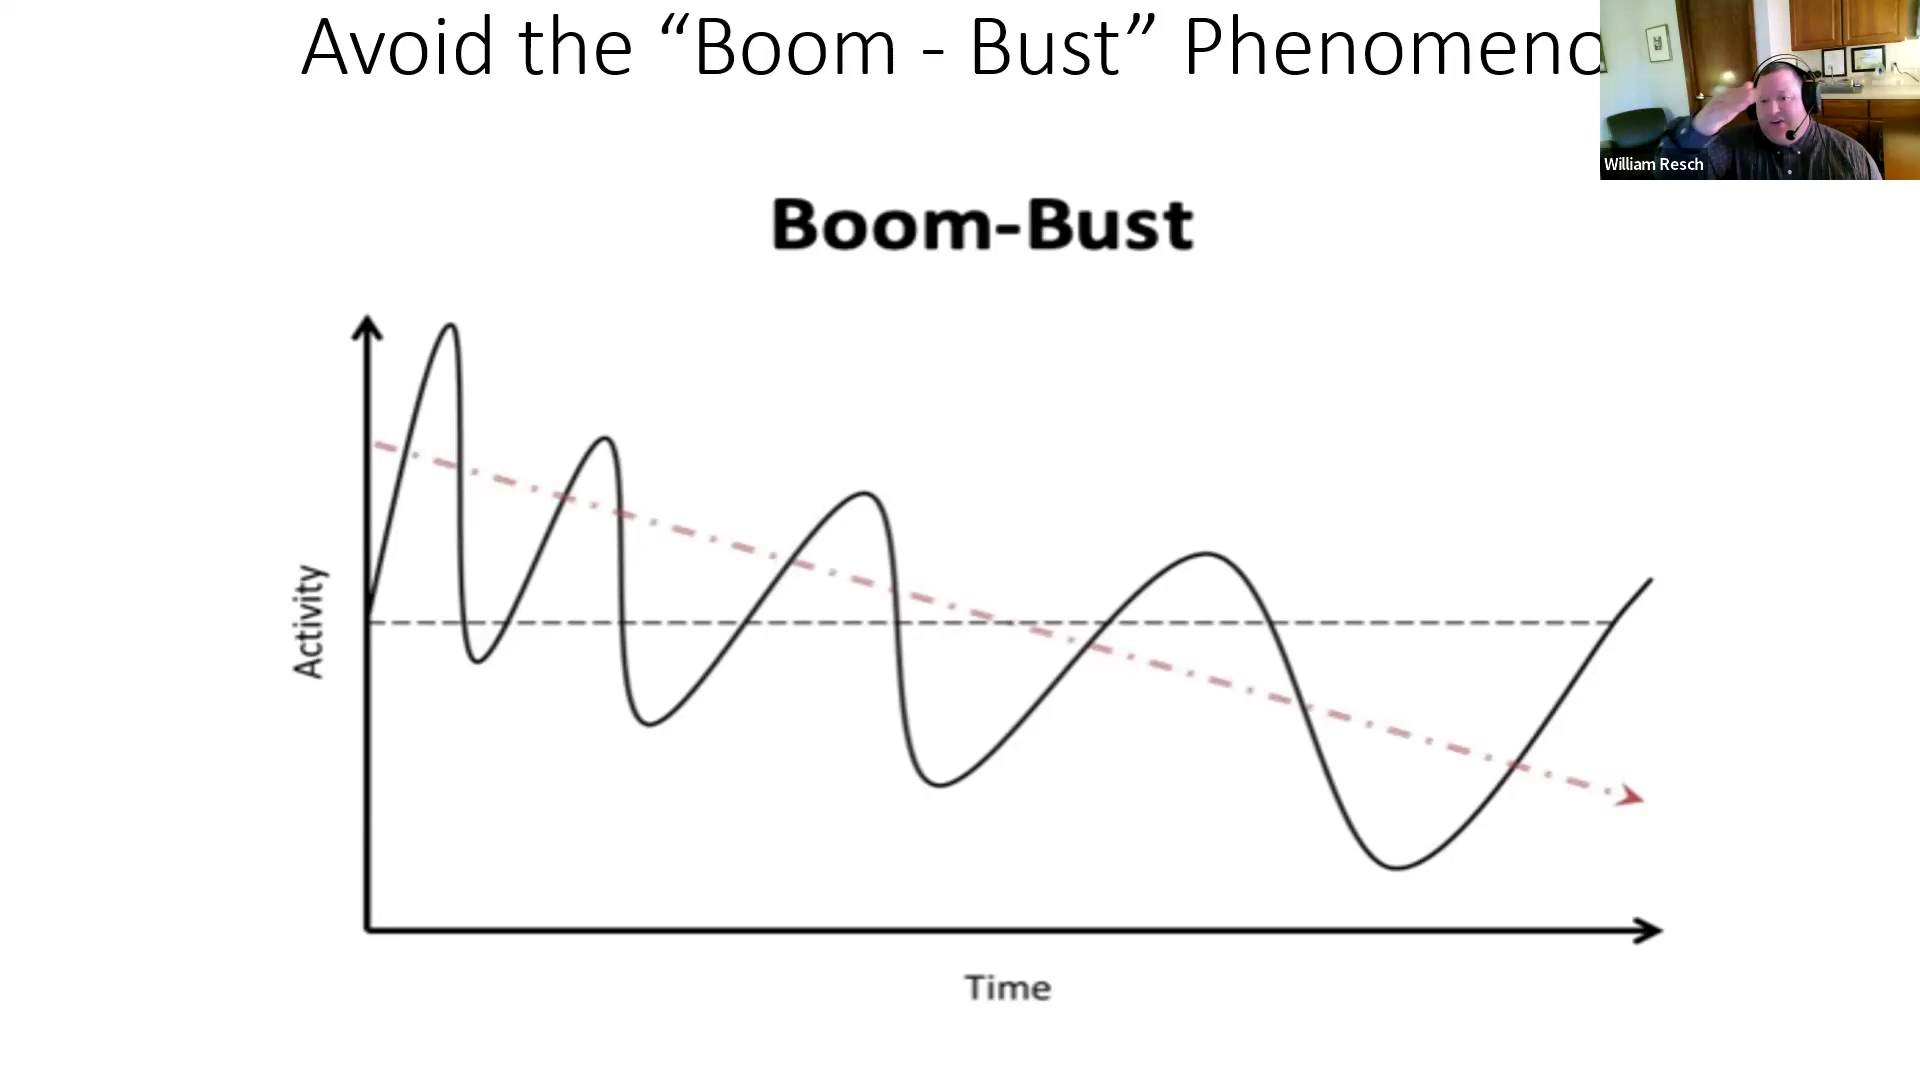 Avoid the “Boom - Bust” Phenomeno
William Resch
Boom-Bust
Activity
Time